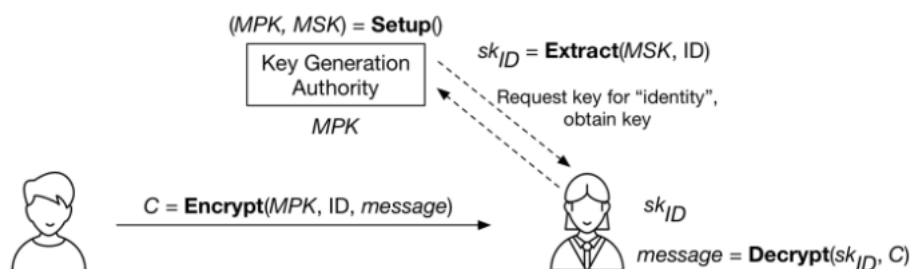 (MPK, MSK) = Setup()
Key Generation
Authority
MPK
sk_ID = Extract(MSK, ID)
Request key for “identity”,
obtain key
C = Encrypt(MPK, ID, message)
sk_ID
message = Decrypt(sk_ID, C)